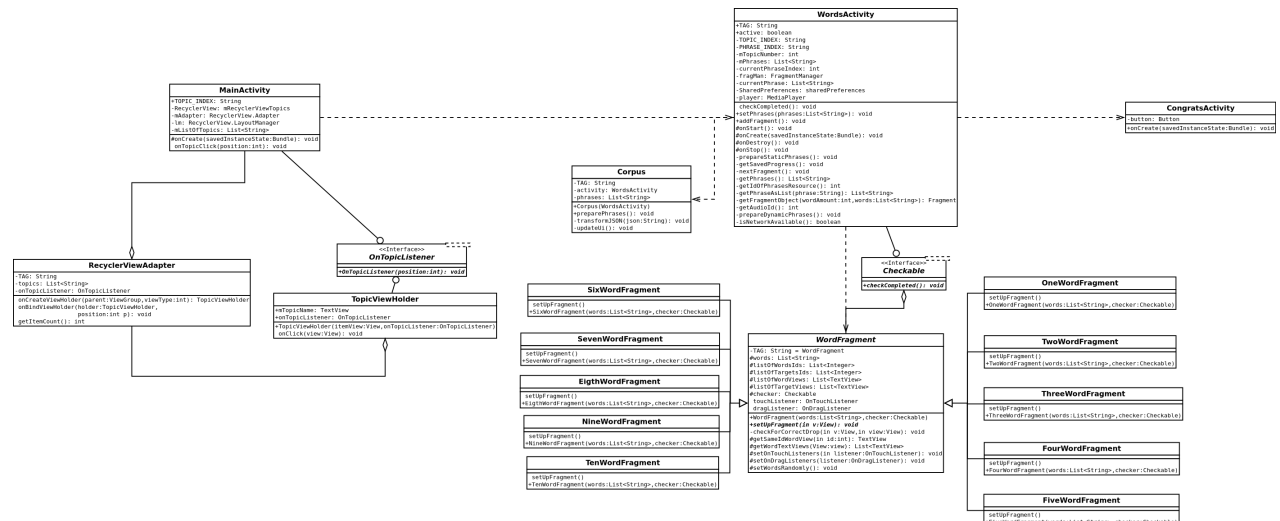 WordsActivity
+TAG: String
+active: boolean
-TOPIC_INDEX: String
-PHRASE_INDEX: String
-mTopicNumber: int
-mPhrases: List<String>
-currentPhraseIndex: int
-fragMan: FragmentManager
-currentPhrase: List<String>
-SharedPreferences: sharedPreferences
-player: MediaPlayer
checkCompleted(): void
+setPhrases(phrases:List<String>): void
+addFragment(): void
#onStart(): void
#onCreate(savedInstanceState:Bundle): void
#onDestroy(): void
#onStop(): void
-prepareStaticPhrases(): void
-getSavedProgress(): void
-nextFragment(): void
-getPhrases(): List<String>
-getIdOfPhrasesResource(): int
-getPhraseAsList(phrase:String): List<String>
-getFragmentObject(wordAmount:int,words:List<String>): Fragment
-getAudioId(): int
-prepareDynamicPhrases(): void
-isNetworkAvailable(): boolean
MainActivity
+TOPIC_INDEX: String
-RecyclerView: mRecyclerViewTopics
-mAdapter: RecyclerView.Adapter
-lm: RecyclerView.LayoutManager
-mListOfTopics: List<String>
#onCreate(savedInstanceState:Bundle): void
onTopicClick(position:int): void
CongratsActivity
-button: Button
+onCreate(savedInstanceState:Bundle): void
Corpus
-TAG: String
-activity: WordsActivity
-phrases: List<String>
+Corpus(WordsActivity)
+preparePhrases(): void
-transformJSON(json:String): void
-updateUi(): void
<<Interface>>
OnTopicListener
+OnTopicListener(position:int): void
<<Interface>>
Checkable
+checkCompleted(): void
RecyclerViewAdapter
-TAG: String
-topics: List<String>
-onTopicListener: OnTopicListener
onCreateViewHolder(parent:ViewGroup,viewType:int): TopicViewHolder
onBindViewHolder(holder:TopicViewHolder,
position:int p): void
getItemCount(): int
TopicViewHolder
+mTopicName: TextView
+onTopicListener: OnTopicListener
+TopicViewHolder(itemView:View,onTopicListener:OnTopicListener)
onClick(view:View): void
SixWordFragment
setUpFragment()
+SixWordFragment(words:List<String>,checker:Checkable)
SevenWordFragment
setUpFragment()
+SevenWordFragment(words:List<String>,checker:Checkable)
EigthWordFragment
setUpFragment()
+EigthWordFragment(words:List<String>,checker:Checkable)
NineWordFragment
setUpFragment()
+NineWordFragment(words:List<String>,checker:Checkable)
TenWordFragment
setUpFragment()
+TenWordFragment(words:List<String>,checker:Checkable)
WordFragment
-TAG: String = WordFragment
#words: List<String>
#listOfWordsIds: List<Integer>
#listOfTargetsIds: List<Integer>
#listOfWordViews: List<TextView>
#listOfTargetViews: List<TextView>
#checker: Checkable
touchListener: OnTouchListener
dragListener: OnDragListener
+WordFragment(words:List<String>,checker:Checkable)
+setUpFragment(in v:View): void
-checkForCorrectDrop(in v:View,in view:View): void
#getSameIdWordView(in id:int): TextView
#getWordTextViews(View:view): List<TextView>
#setOnTouchListeners(in listener:OnTouchListener): void
#setOnDragListeners(listener:OnDragListener): void
#setWordsRandomly(): void
OneWordFragment
setUpFragment()
+OneWordFragment(words:List<String>,checker:Checkable)
TwoWordFragment
setUpFragment()
+TwoWordFragment(words:List<String>,checker:Checkable)
ThreeWordFragment
setUpFragment()
+ThreeWordFragment(words:List<String>,checker:Checkable)
FourWordFragment
setUpFragment()
+FourWordFragment(words:List<String>,checker:Checkable)
FiveWordFragment
setUpFragment()